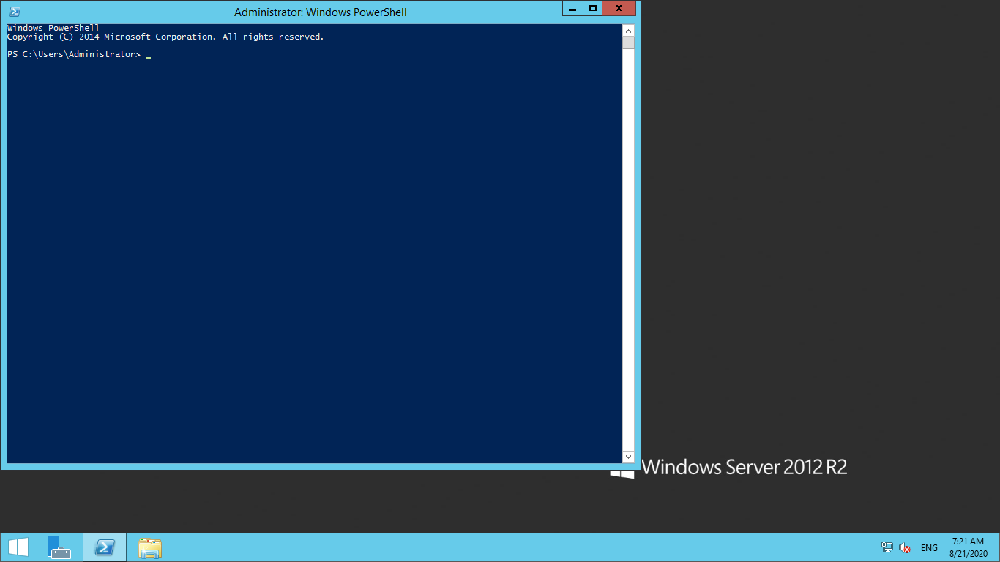 Administrator: Windows PowerShell
Windows PowerShell
Copyright (C) 2014 Microsoft Corporation. All rights reserved.
PS C:\Users\Administrator>
Windows Server 2012 R2
ENG
7:21 AM
8/21/2020